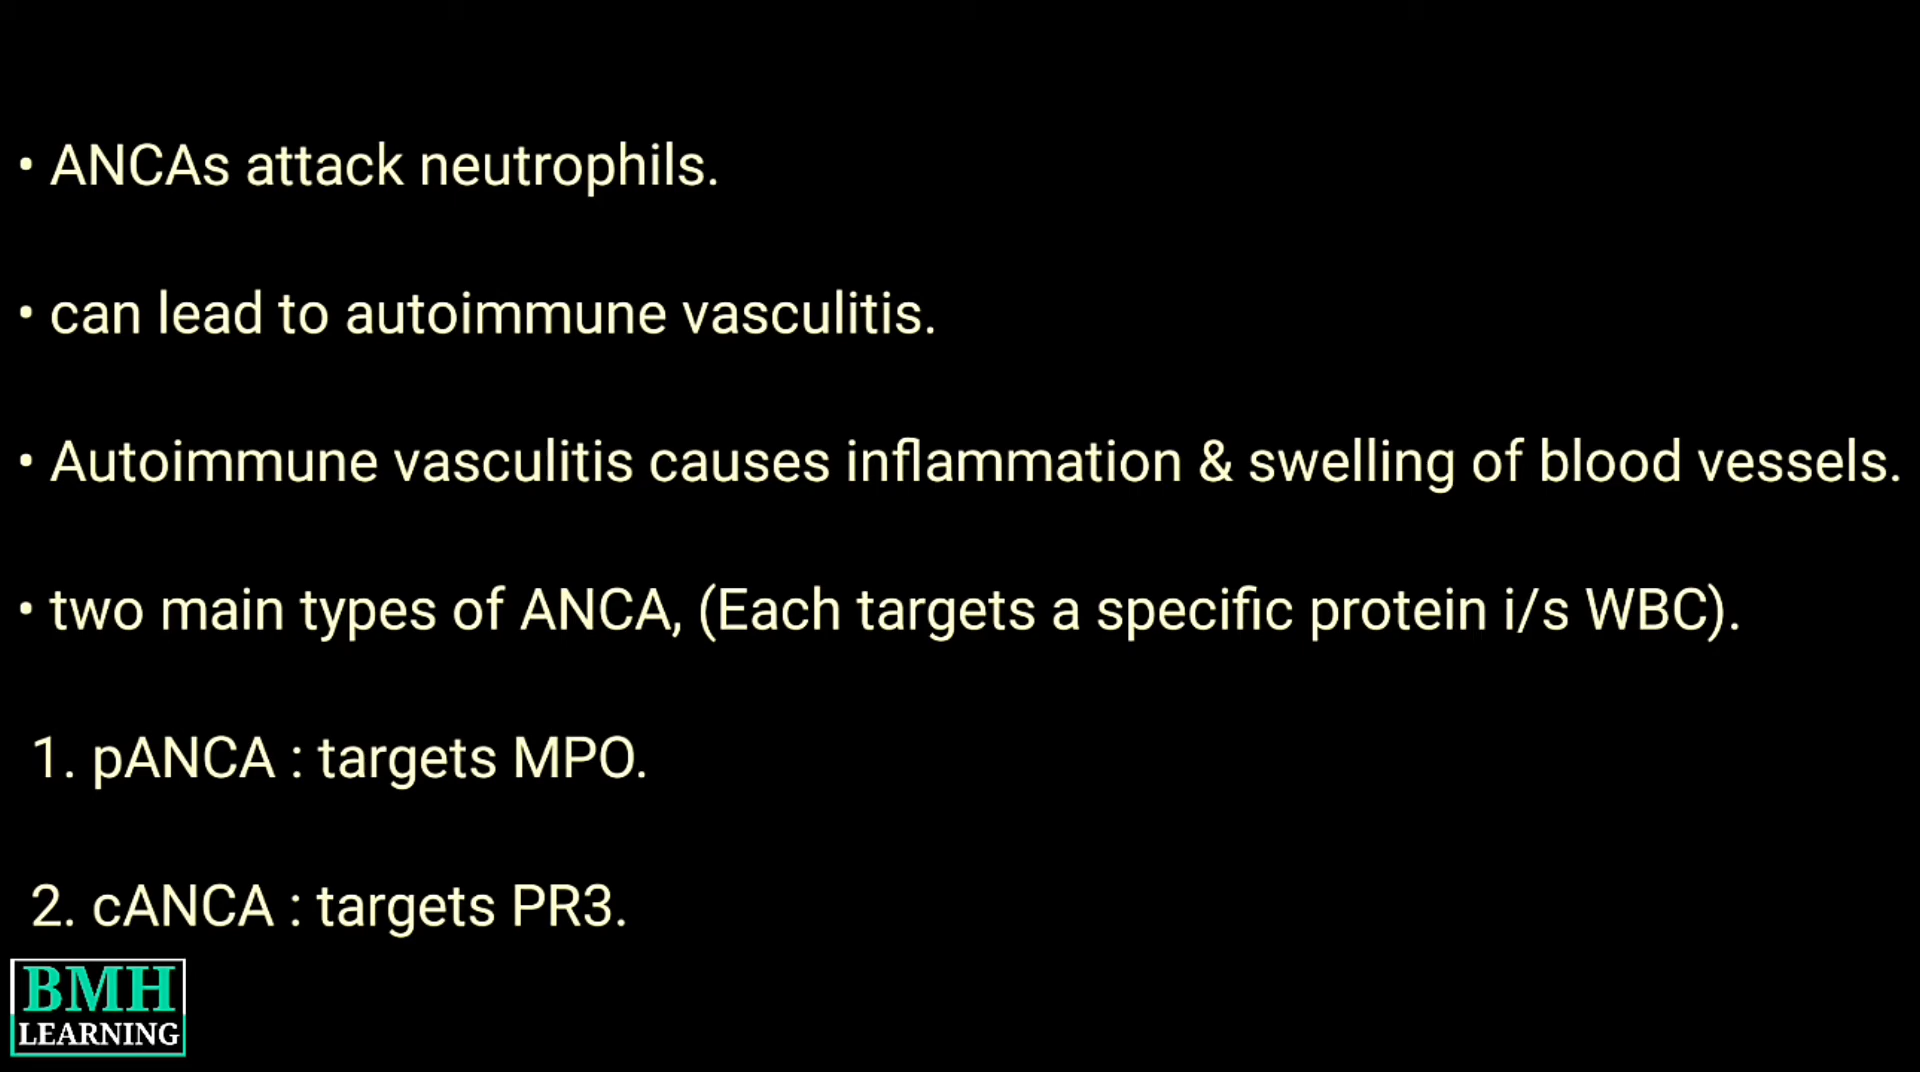 • ANCAs attack neutrophils.
• can lead to autoimmune vasculitis.
• Autoimmune vasculitis causes inflammation & swelling of blood vessels.
• two main types of ANCA, (Each targets a specific protein i/s WBC).
1. pANCA : targets MPO.
2. cANCA : targets PR3.
BMH
LEARNING